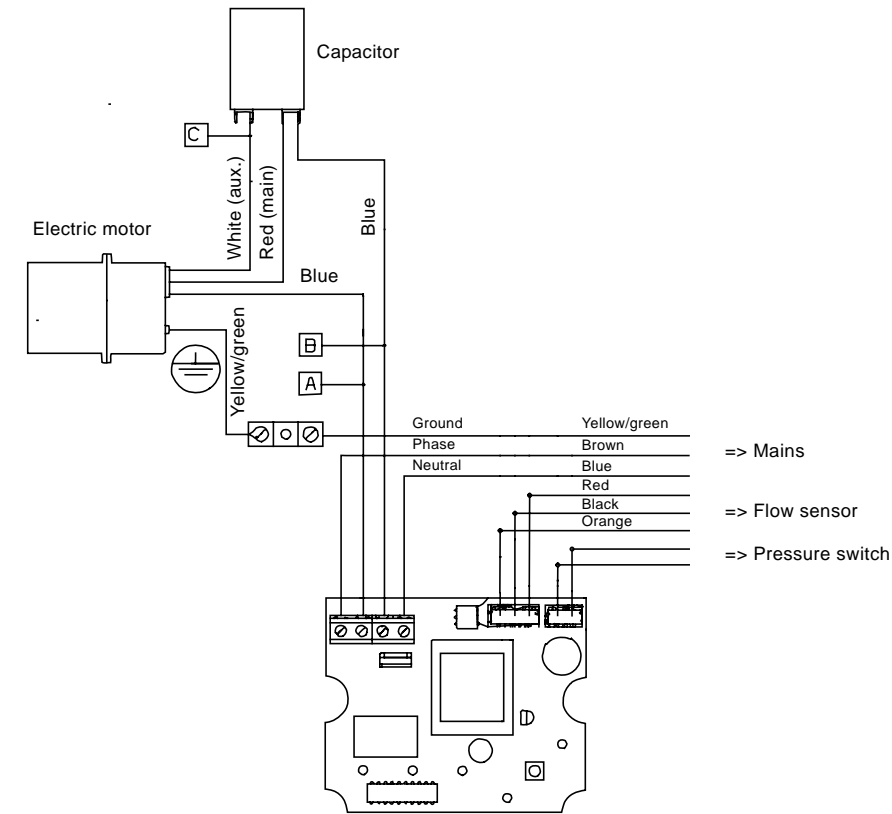 Capacitor
C
White (aux.)
Red (main)
Blue
Electric motor
Blue
Yellow/green
B
A
Ground Yellow/green
Phase Brown => Mains
Neutral Blue
Red
Black => Flow sensor
Orange
=> Pressure switch